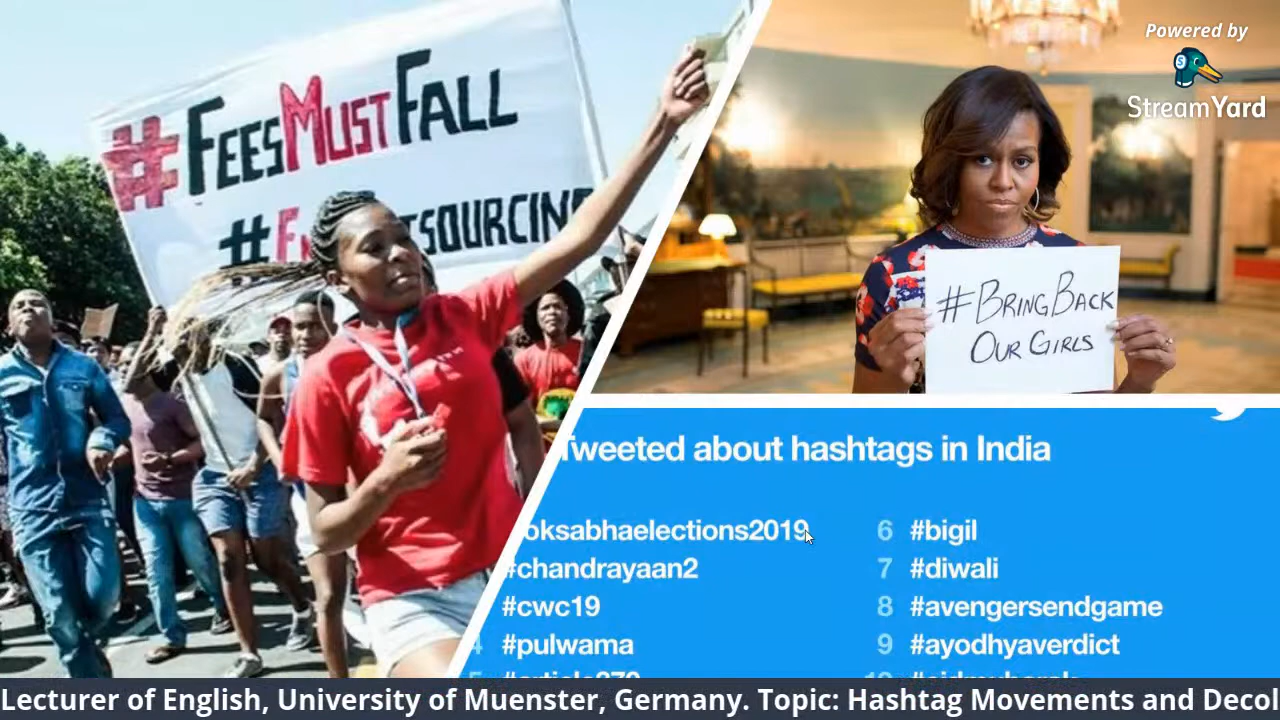 #FEESMUSTFALL
Powered by
StreamYard
#BRINGBACK
OUR GIRLS
Tweeted about hashtags in India
oksabhaelections2019
#chandrayaan2
#cwc19
4 #pulwama
6 #bigil
7 #diwali
8 #avengersendgame
9 #ayodhyaverdict
Lecturer of English, University of Muenster, Germany. Topic: Hashtag Movements and Decol